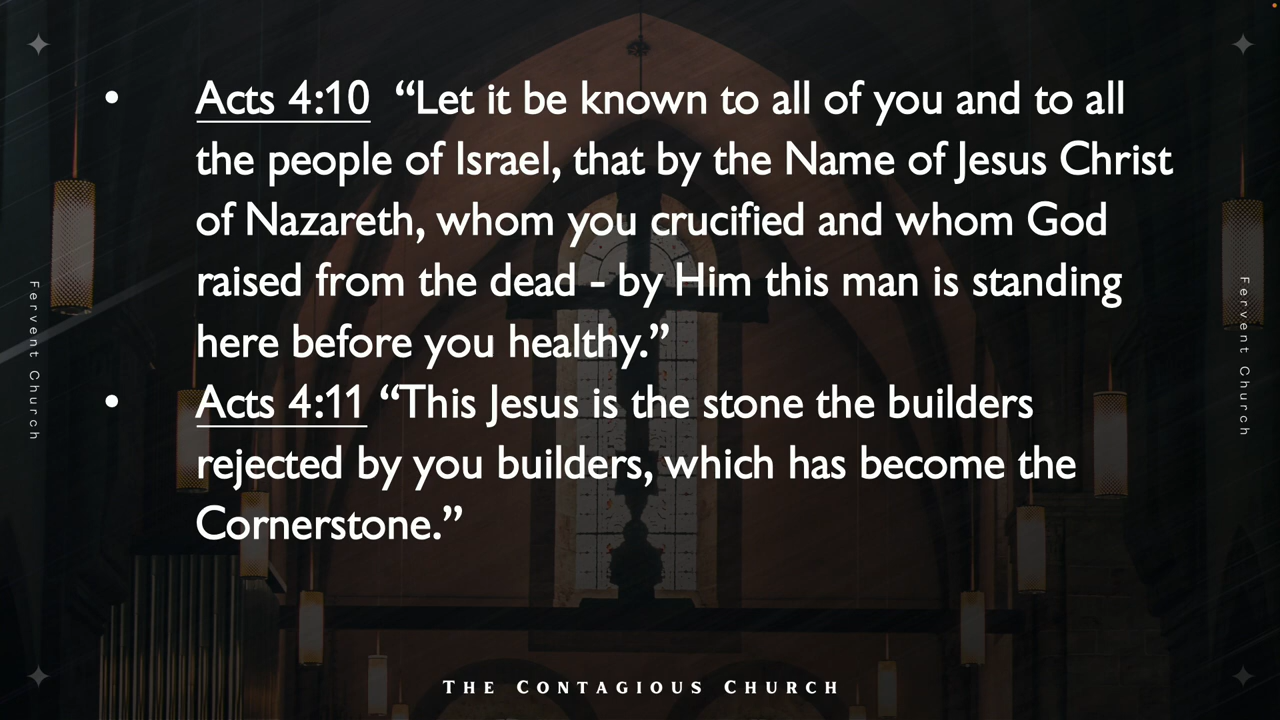 • Acts 4:10 “Let it be known to all of you and to all
the people of Israel, that by the Name of Jesus Christ
of Nazareth, whom you crucified and whom God
raised from the dead - by Him this man is standing
here before you healthy.”
• Acts 4:11 “This Jesus is the stone the builders
rejected by you builders, which has become the
Cornerstone.”
Fervent Church
Fervent Church
The Contagious Church